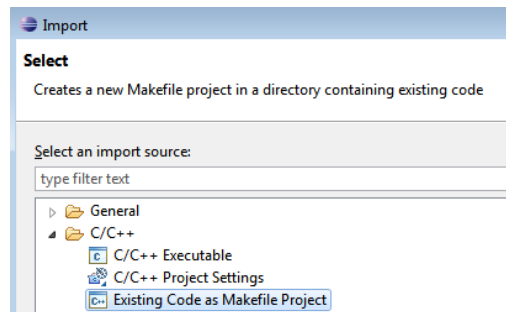 Import
Select
Creates a new Makefile project in a directory containing existing code
Select an import source:
type filter text
General
C/C++
C/C++ Executable
C/C++ Project Settings
Existing Code as Makefile Project